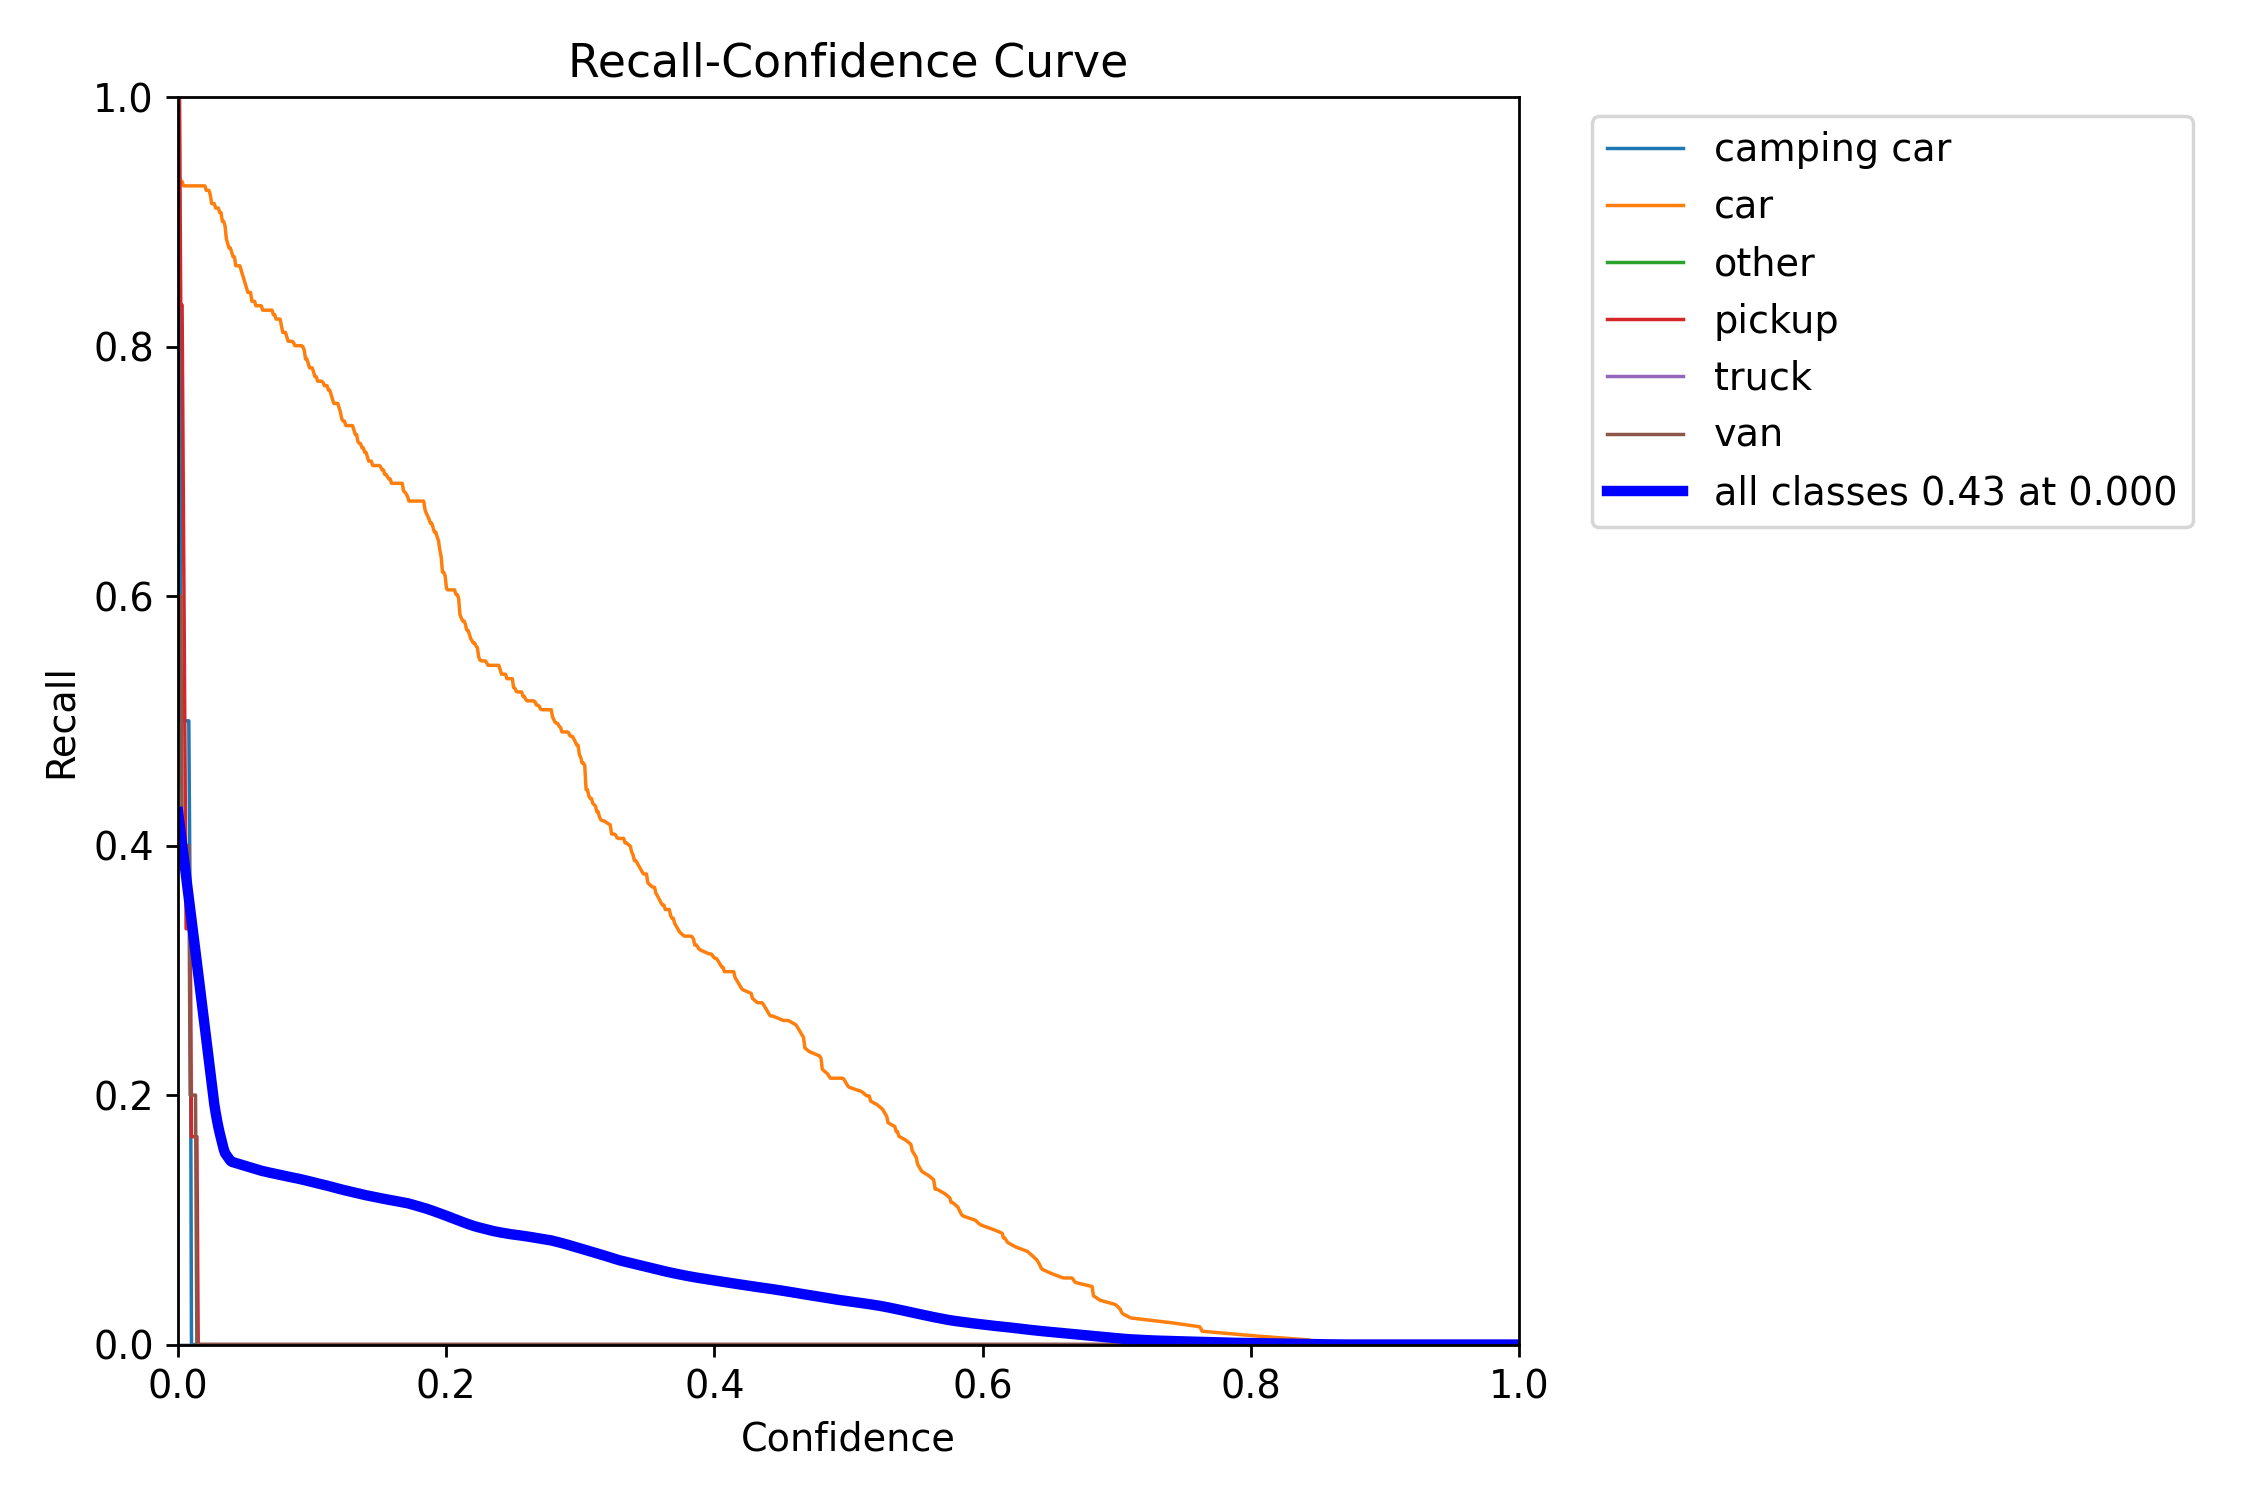 Recall-Confidence Curve
1.0
0.8
0.6
0.4
0.2
0.0
Recall
0.0 0.2 0.4 0.6 0.8 1.0
Confidence
camping car
car
other
pickup
truck
van
all classes 0.43 at 0.000